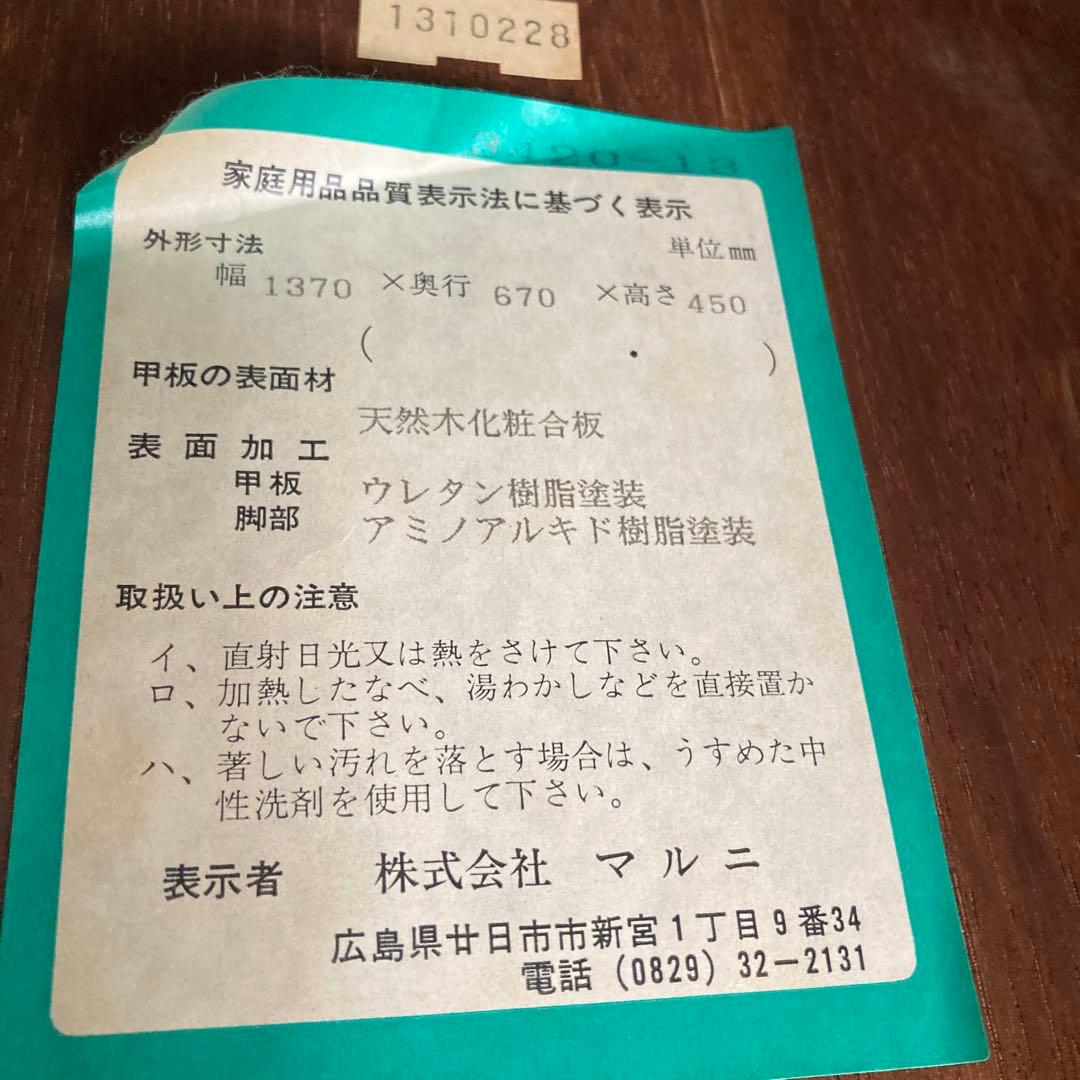 1310228
120-13
家庭用品品質表示法に基づく表示
外形寸法 単位mm
幅 1370 ×奥行 670 ×高さ 450
( ・ )
甲板の表面材
天然木化粧合板
表面加工
甲板 ウレタン樹脂塗装
脚部 アミノアルキド樹脂塗装
取扱い上の注意
イ、直射日光又は熱をさけて下さい。
ロ、加熱したなべ、湯わかしなどを直接置か
ないで下さい。
ハ、著しい汚れを落とす場合は、うすめた中
性洗剤を使用して下さい。
表示者 株式会社 マルニ
広島県廿日市市新宮1丁目9番34
電話 (0829) 32-2131